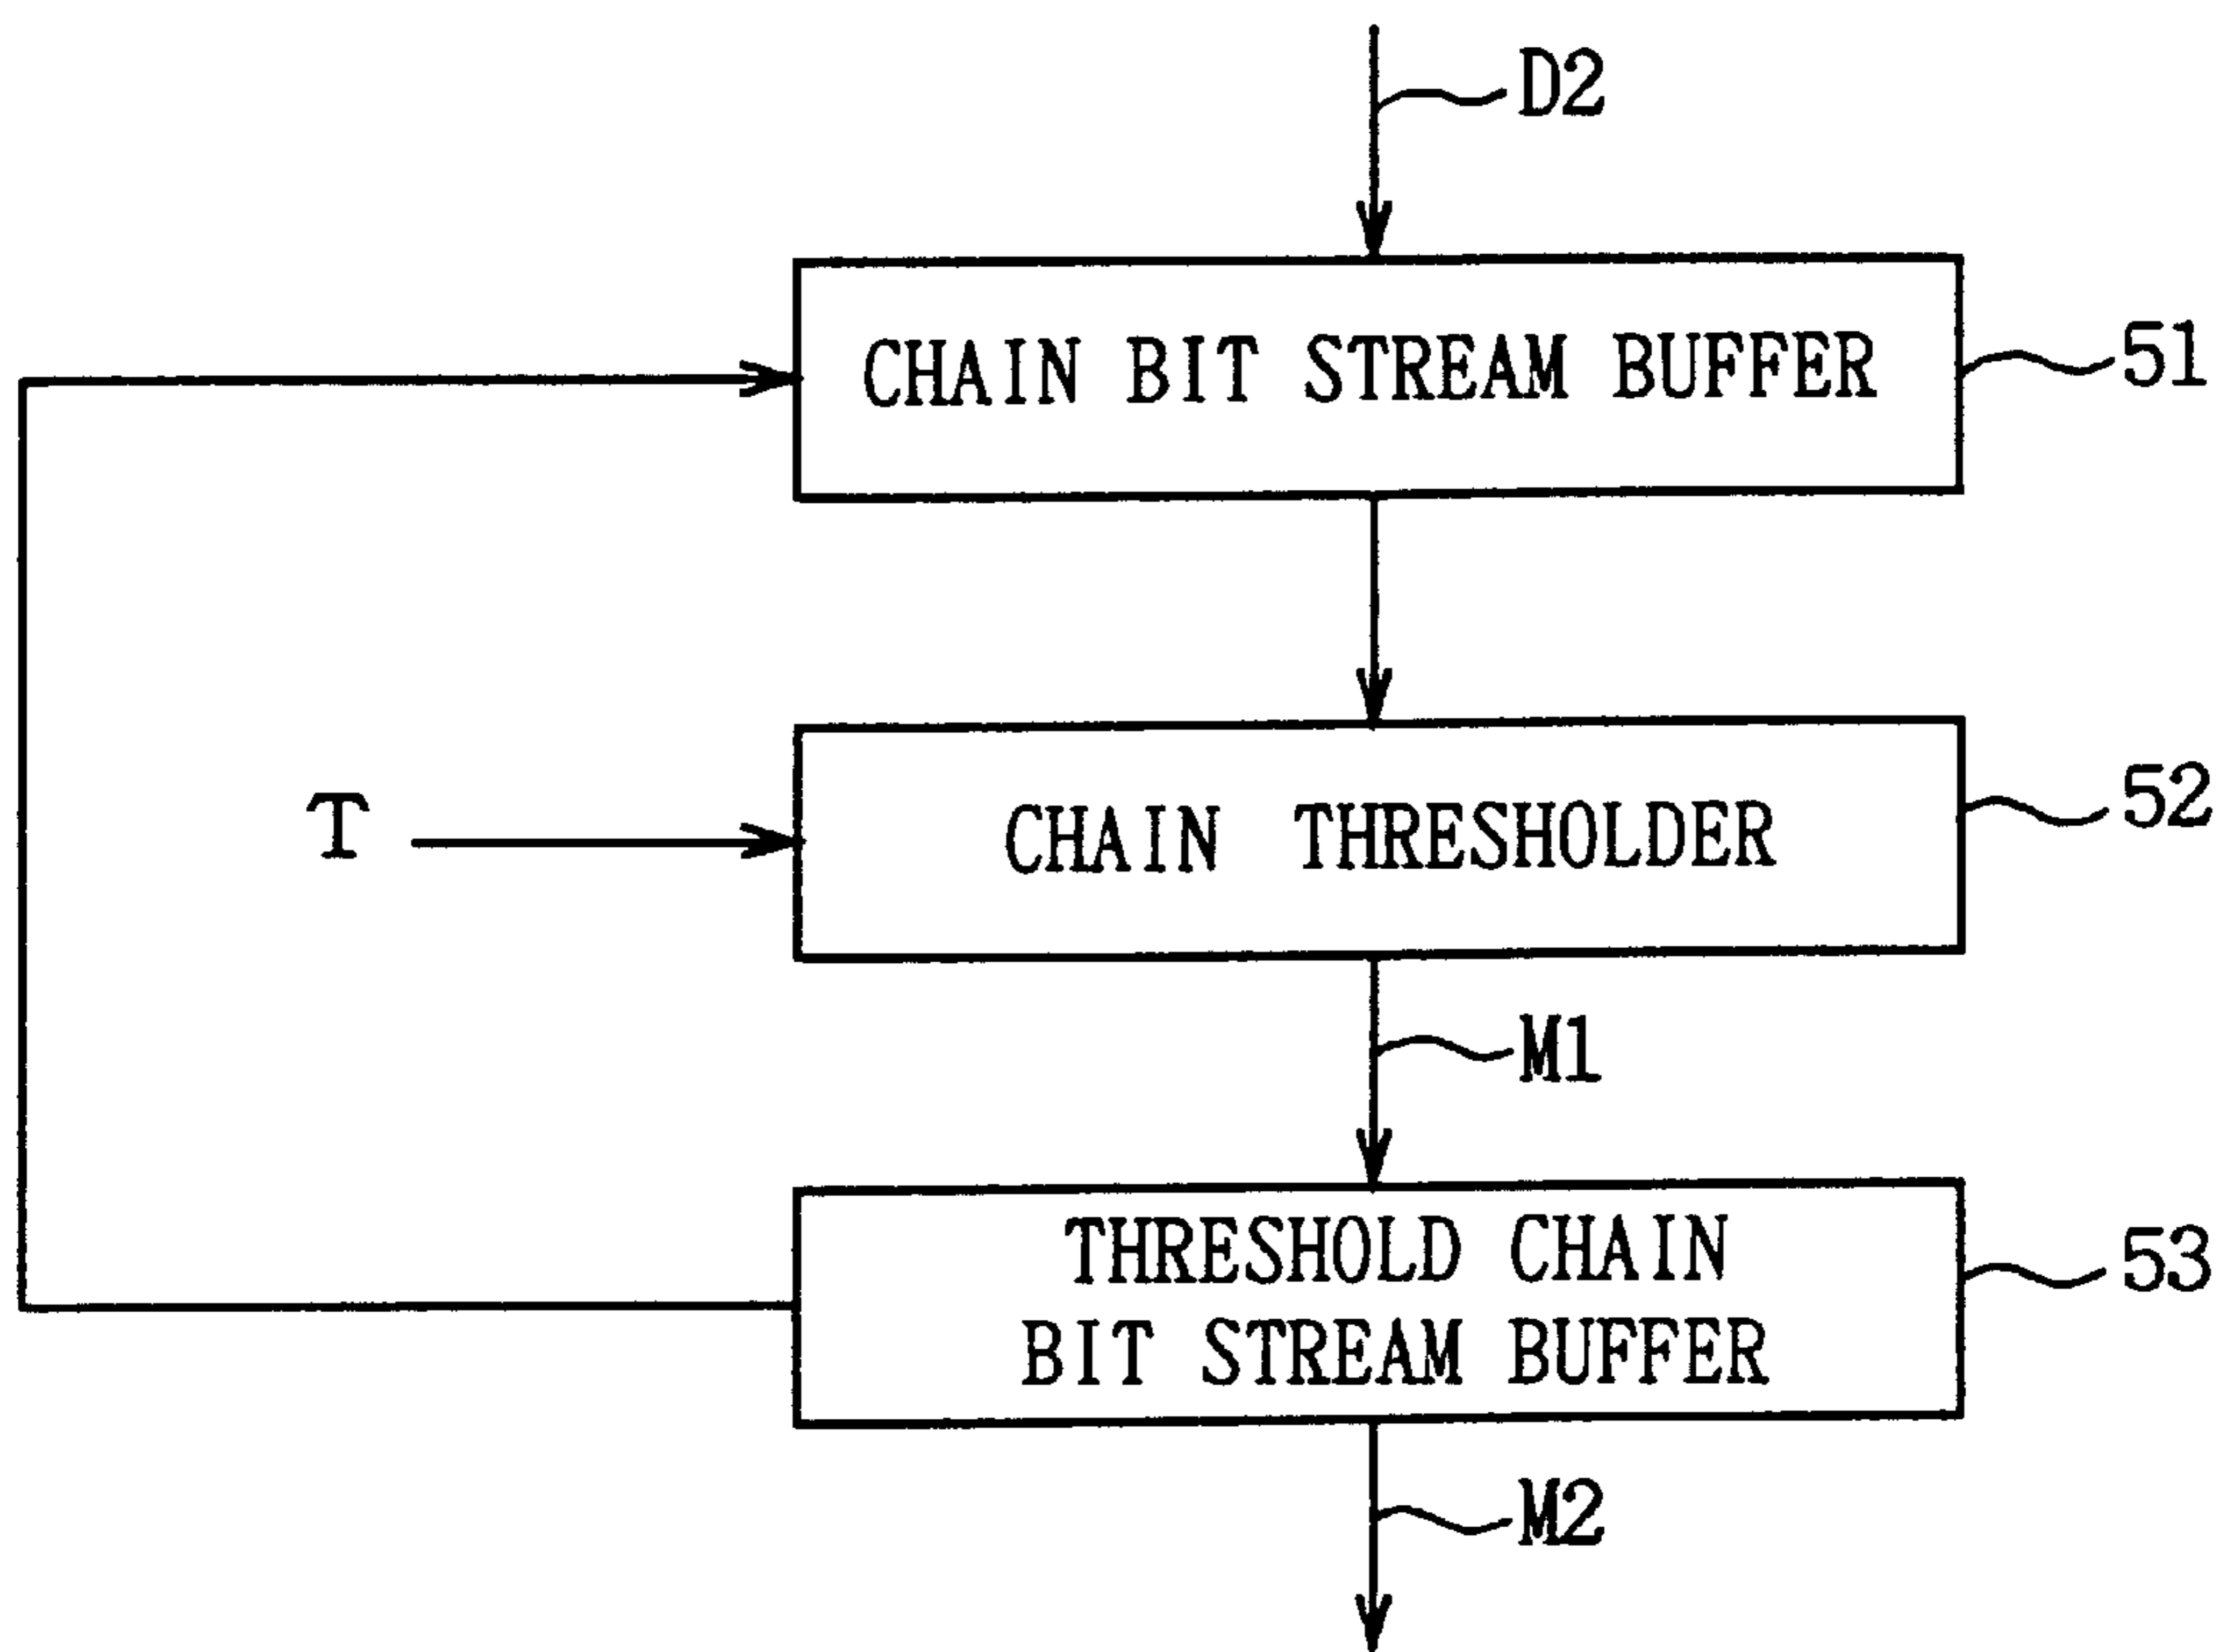 D2
CHAIN BIT STREAM BUFFER
51
T
CHAIN THRESHOLDER
52
M1
THRESHOLD CHAIN
BIT STREAM BUFFER
53
M2